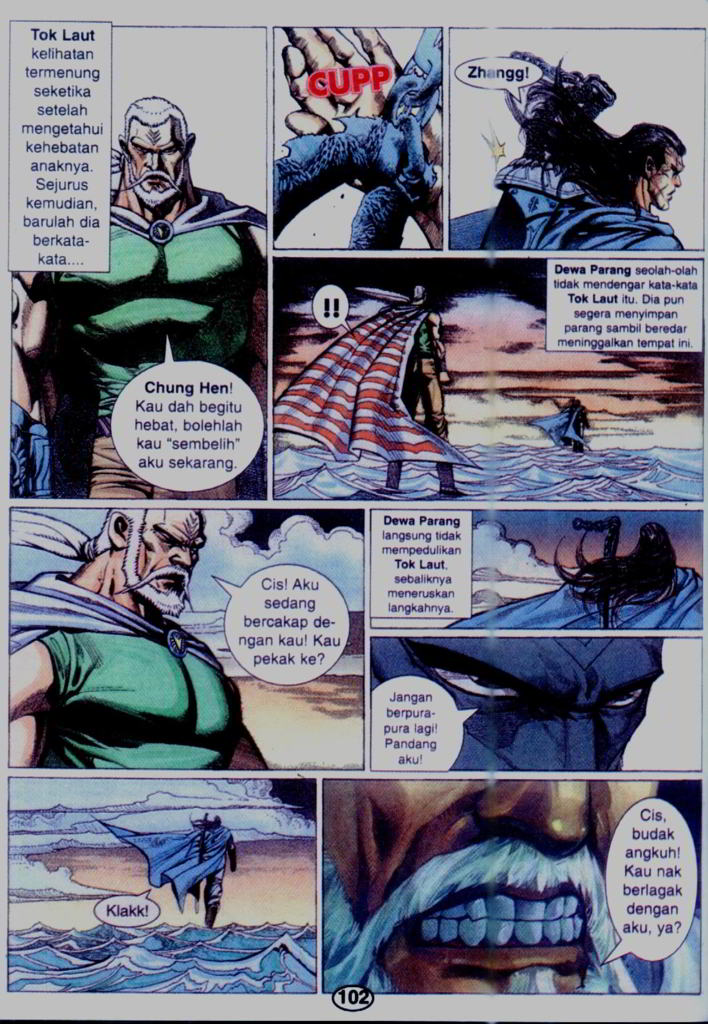 Tok Laut
kelihatan
termenung
seketika
setelah
mengetahui
kehebatan
anaknya.
Sejurus
kemudian,
barulah dia
berkata-
kata....
Chung Hen!
Kau dah begitu
hebat, bolehlah
kau “sembelih”
aku sekarang.
CUPP
Zhangg!
!!
Dewa Parang seolah-olah
tidak mendengar kata-kata
Tok Laut itu. Dia pun
segera menyimpan
parang sambil beredar
meninggalkan tempat ini.
Cis! Aku
sedang
bercakap de-
ngan kau! Kau
pekak ke?
Dewa Parang
langsung tidak
mempedulikan
Tok Laut,
sebaliknya
meneruskan
langkahnya.
Jangan
berpura-
pura lagi!
Pandang
aku!
Klakk!
Cis,
budak
angkuh!
Kau nak
berlagak
dengan
aku, ya?
102